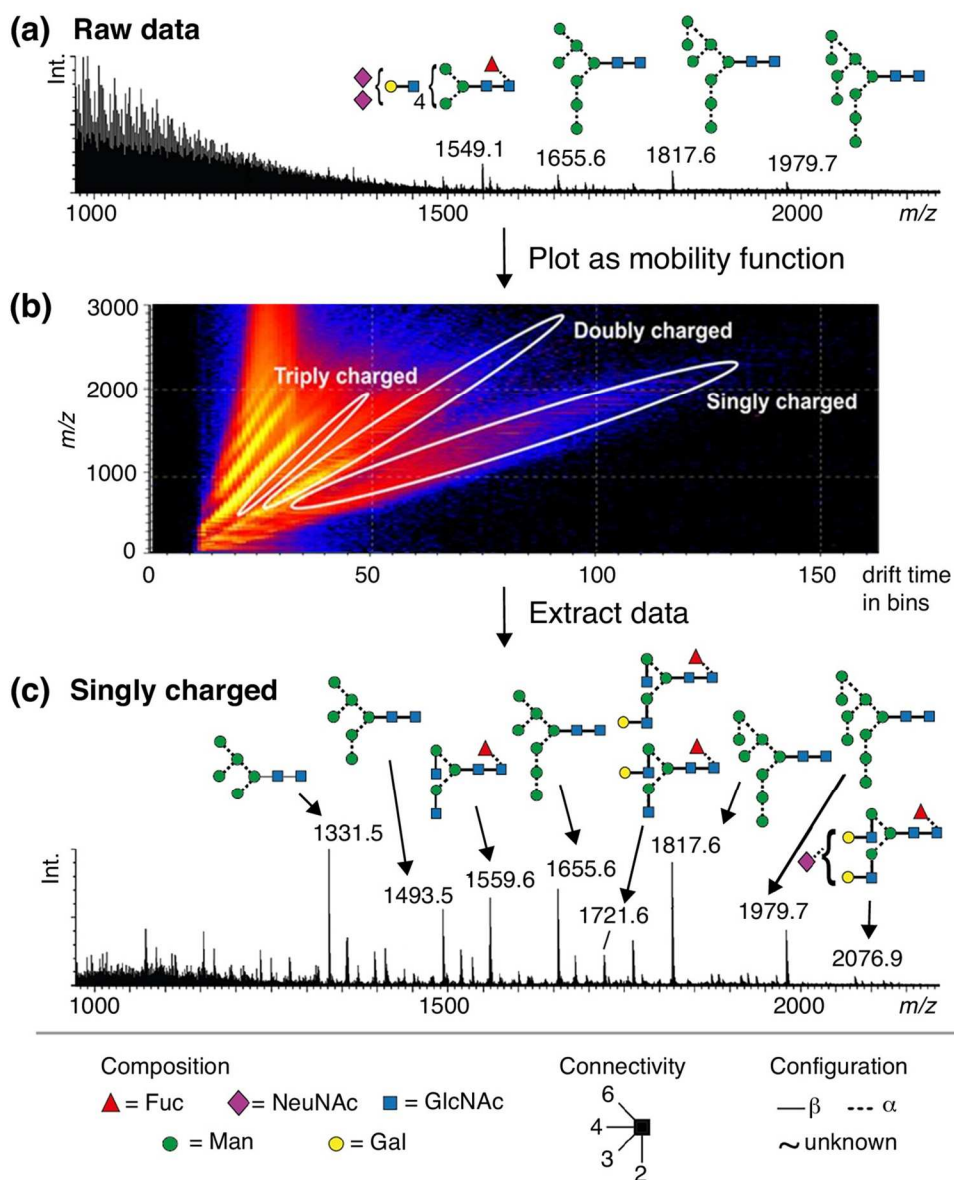 (a) Raw data
Int.
4
1549.1
1655.6
1817.6
1979.7
1000 1500 2000 m/z
Plot as mobility function
(b)
3000
2000
1000
0
m/z
Doubly charged
Triply charged
Singly charged
0 50 100 150 drift time
in bins
Extract data
(c) Singly charged
Int.
1331.5
1493.5
1559.6
1655.6
1721.6
1817.6
1979.7
2076.9
1000 1500 2000 m/z
Composition
= Fuc = NeuNAc = GlcNAc
= Man = Gal
Connectivity
6
4
3
2
Configuration
β α
~ unknown